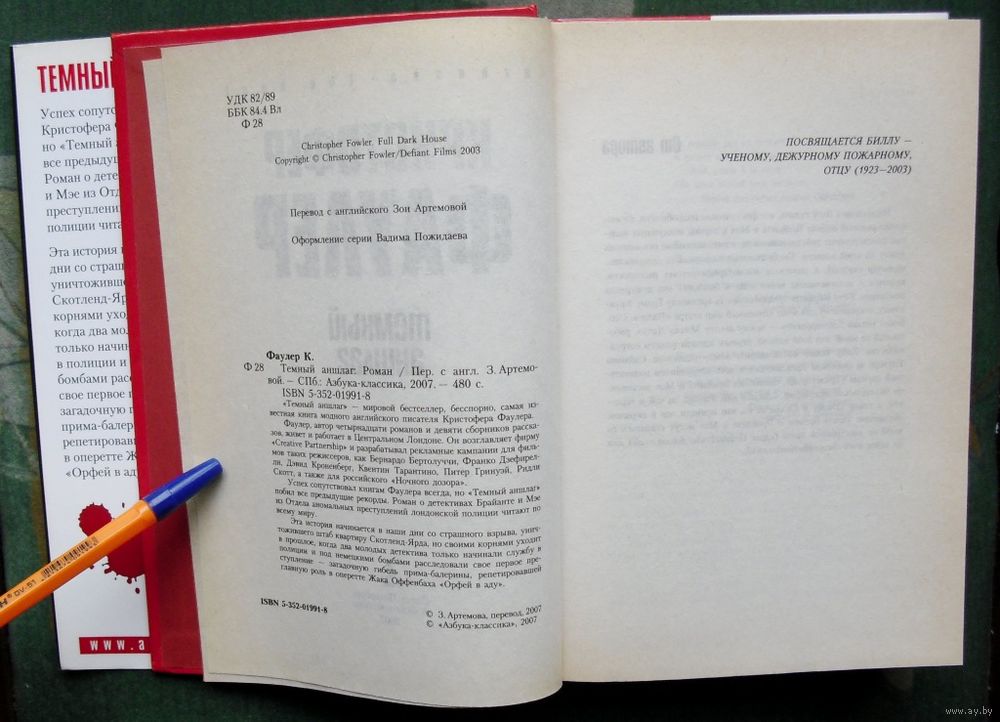 ТЕМНЫ
Успех сопутс
Кристофера
но «Темный а
все предыду
Роман о дете
и Мэе из Отд
преступлени
полиции чита
Эта история н
дни со страш
уничтоживше
Скотленд-Яр
корнями уход
когда два мол
только начин
в полиции и
бомбами расс
свое первое п
загадочную г
прима-балери
репетировавш
в оперетте Жак
«Орфей в аду»
www.a
УДК 82/89
ББК 84.4 Вл
Ф 28
Christopher Fowler. Full Dark House
Copyright © Christopher Fowler/Defiant Films 2003
Перевод с английского Зои Артемовой
Оформление серии Вадима Пожидаева
Фаулер К.
Ф 28 Темный аншлаг: Роман / Пер. с англ. З. Артемо-
вой. — СПб.: Азбука-классика, 2007. — 480 с.
ISBN 5-352-01991-8
«Темный аншлаг» — мировой бестселлер, бесспорно, самая из-
вестная книга модного английского писателя Кристофера Фаулера.
Фаулер, автор четырнадцати романов и девяти сборников расска-
зов, живет и работает в Центральном Лондоне. Он возглавляет фирму
«Creative Partnership» и разрабатывал рекламные кампании для филь-
мов таких режиссеров, как Бернардо Бертолуччи, Франко Дзефирел-
ли, Дэвид Кроненберг, Квентин Тарантино, Питер Гринуэй, Ридли
Скотт, а также для российского «Ночного дозора».
Успех сопутствовал книгам Фаулера всегда, но «Темный аншлаг»
побил все предыдущие рекорды. Роман о детективах Брайанте и Мэе
из Отдела аномальных преступлений лондонской полиции читают по
всему миру.
Эта история начинается в наши дни со страшного взрыва, унич-
тожившего штаб квартиру Скотленд-Ярда, но своими корнями уходит
в прошлое, когда два молодых детектива только начинали службу в
полиции и под немецкими бомбами расследовали свое первое пре-
ступление — загадочную гибель прима-балерины, репетировавшей
главную роль в оперетте Жака Оффенбаха «Орфей в аду».
ISBN 5-352-01991-8
© З. Артемова, перевод, 2007
© «Азбука-классика», 2007
ПОСВЯЩАЕТСЯ БИЛЛУ —
УЧЕНОМУ, ДЕЖУРНОМУ ПОЖАРНОМУ,
ОТЦУ (1923—2003)
www.ay.by